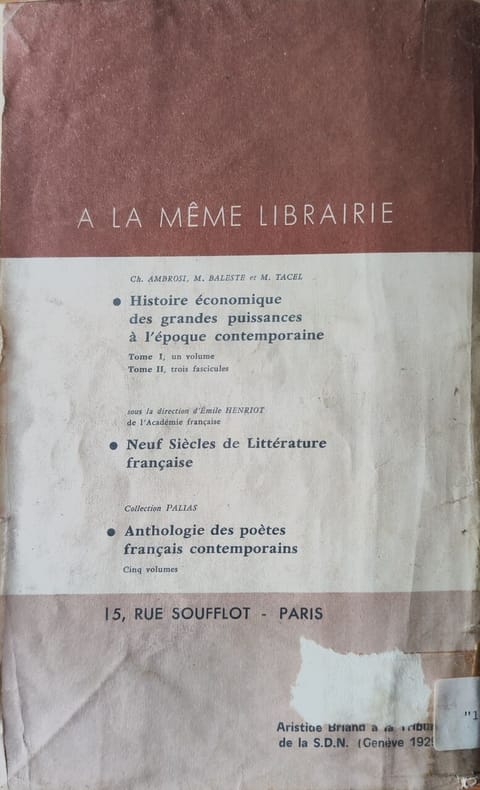 A LA MÊME LIBRAIRIE
Ch. AMBROSI, M. BALESTE et M. TACEL
● Histoire économique
des grandes puissances
à l'époque contemporaine
Tome I, un volume
Tome II, trois fascicules
sous la direction d'Émile HENRIOT
de l'Académie française
● Neuf Siècles de Littérature
française
Collection PALIAS
● Anthologie des poètes
français contemporains
Cinq volumes
15, RUE SOUFFLOT - PARIS
Aristide Briand à la
de la S.D.N. (Genève
"1